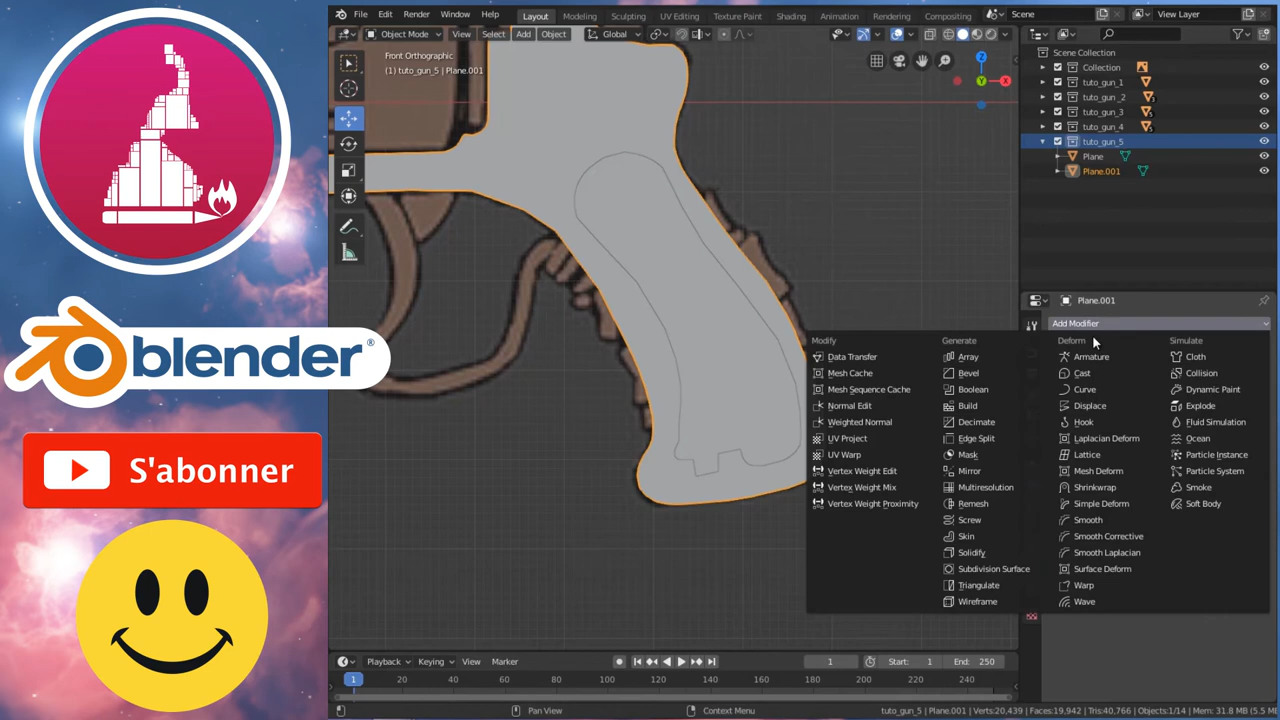 blender®
S'abonner
File Edit Render Window Help
Layout Modeling Sculpting UV Editing Texture Paint Shading Animation Rendering Compositing
Scene
View Layer
Object Mode View Select Add Object Global
Front Orthographic
(1) tuto_gun_5 | Plane.001
Z
Y
X
Scene Collection
Collection
tuto_gun_1
tuto_gun _2
3
tuto_gun_3
5
tuto_gun_4
5
tuto_gun_5
Plane
Plane.001
Plane.001
Add Modifier
Modify
Data Transfer
Mesh Cache
Mesh Sequence Cache
Normal Edit
Weighted Normal
UV Project
UV Warp
Vertex Weight Edit
Vertex Weight Mix
Vertex Weight Proximity
Generate
Array
Bevel
Boolean
Build
Decimate
Edge Split
Mask
Mirror
Multiresolution
Remesh
Screw
Skin
Solidify
Subdivision Surface
Triangulate
Wireframe
Deform
Armature
Cast
Curve
Displace
Hook
Laplacian Deform
Lattice
Mesh Deform
Shrinkwrap
Simple Deform
Smooth
Smooth Corrective
Smooth Laplacian
Surface Deform
Warp
Wave
Simulate
Cloth
Collision
Dynamic Paint
Explode
Fluid Simulation
Ocean
Particle Instance
Particle System
Smoke
Soft Body
Playback Keying View Marker
1
Start: 1
End: 250
1 20 40 60 80 100 120 140 160 180 200 220 240
Pan View
Context Menu
tuto_gun_5 | Plane.001 | Verts:20,439 | Faces:19,942 | Tris:40,766 | Objects:1/14 | Mem: 31.8 MB (5.5 M